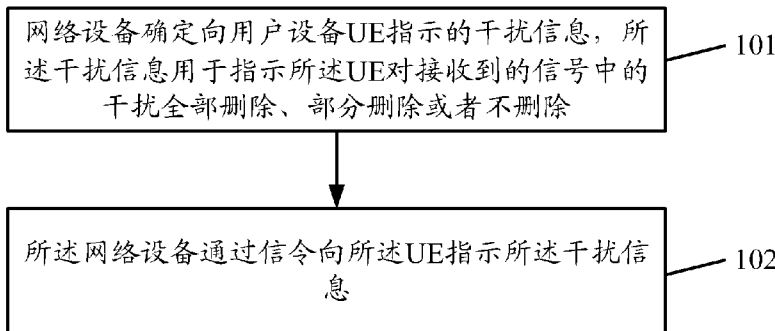 网络设备确定向用户设备UE指示的干扰信息，所
述干扰信息用于指示所述UE对接收到的信号中的
干扰全部删除、部分删除或者不删除
101
所述网络设备通过信令向所述UE指示所述干扰信
息
102